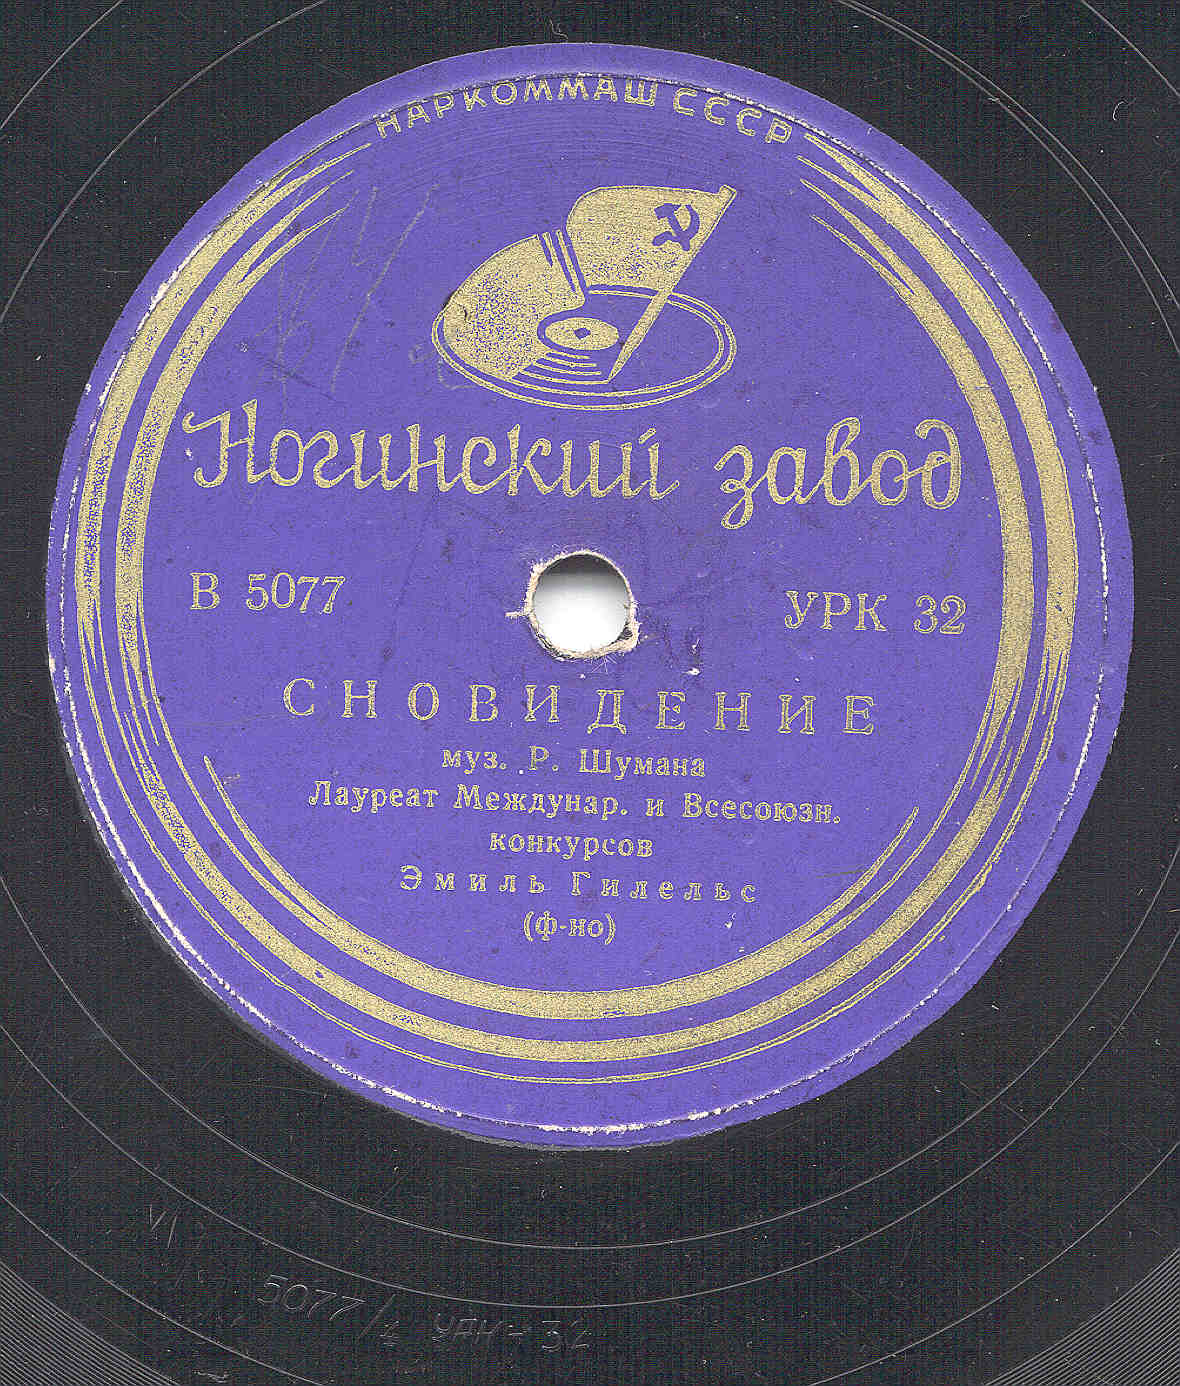 НАРКОММАШ СССР
Ногинский завод
В 5077
УРК 32
СНОВИДЕНИЕ
муз. Р. Шумана
Лауреат Междунар. и Всесоюзн.
конкурсов
Эмиль Гилельс
(ф-но)
5077/